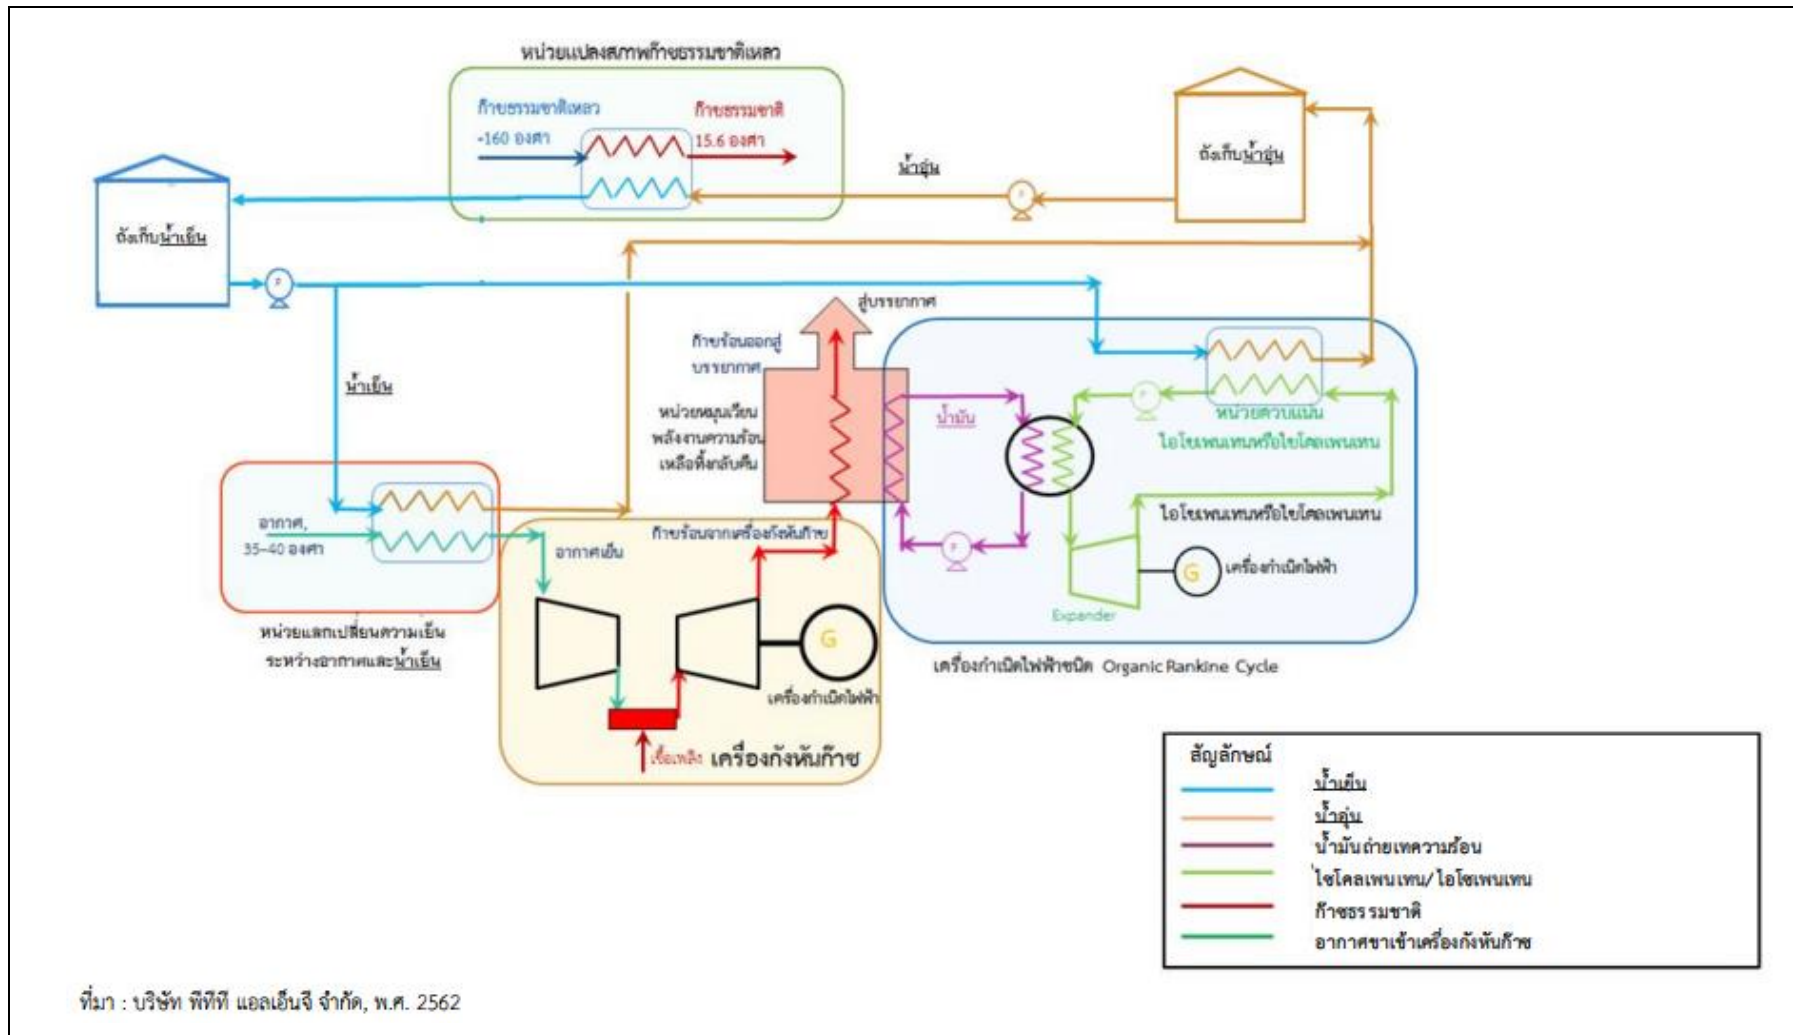 หน่วยแปลงสภาพก๊าซธรรมชาติเหลว
ก๊าซธรรมชาติเหลว
-160 องศา
ก๊าซธรรมชาติ
15.6 องศา
น้ำอุ่น
P
ถังเก็บน้ำอุ่น
ถังเก็บน้ำเย็น
P
น้ำเย็น
สู่บรรยากาศ
ก๊าซร้อนออกสู่
บรรยากาศ
หน่วยหมุนเวียน
พลังงานความร้อน
เหลือทิ้งกลับคืน
น้ำมัน
P
หน่วยควบแน่น
ไอโซเพนเทนหรือไซโคลเพนเทน
ไอโซเพนเทนหรือไซโคลเพนเทน
P
G
เครื่องกำเนิดไฟฟ้า
Expander
เครื่องกำเนิดไฟฟ้าชนิด Organic Rankine Cycle
อากาศ,
35-40 องศา
อากาศเย็น
ก๊าซร้อนจากเครื่องกังหันก๊าซ
หน่วยแลกเปลี่ยนความเย็น
ระหว่างอากาศและน้ำเย็น
G
เครื่องกำเนิดไฟฟ้า
เชื้อเพลิง
เครื่องกังหันก๊าซ
สัญลักษณ์
น้ำเย็น
น้ำอุ่น
น้ำมันถ่ายเทความร้อน
ไซโคลเพนเทน/ไอโซเพนเทน
ก๊าซธรรมชาติ
อากาศขาเข้าเครื่องกังหันก๊าซ
ที่มา : บริษัท พีทีที แอลเอ็นจี จำกัด, พ.ศ. 2562